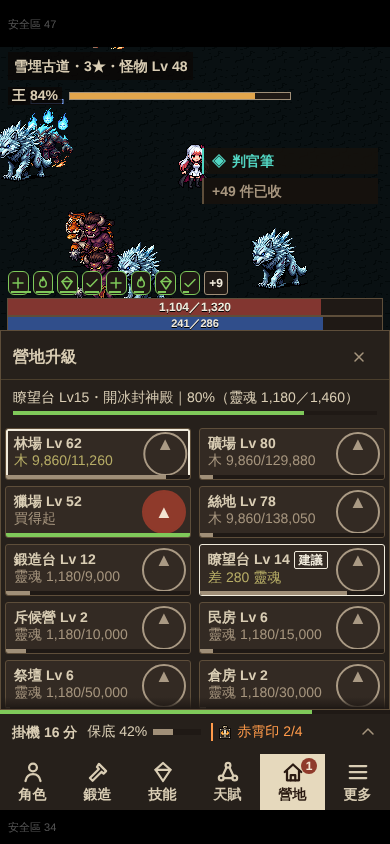 安全區 47
雪埋古道・3★・怪物 Lv 48
王 84%
判官筆
+49 件已收
+9
1,104／1,320
241／286
營地升級
瞭望台 Lv15・開冰封神殿｜80%（靈魂 1,180／1,460）
林場 Lv 62
木 9,860/11,260
礦場 Lv 80
木 9,860/129,880
獵場 Lv 52
買得起
絲地 Lv 78
木 9,860/138,050
鍛造台 Lv 12
靈魂 1,180/9,000
瞭望台 Lv 14 建議
差 280 靈魂
斥候營 Lv 2
靈魂 1,180/10,000
民房 Lv 6
靈魂 1,180/15,000
祭壇 Lv 6
靈魂 1,180/50,000
倉房 Lv 2
靈魂 1,180/30,000
掛機 16 分 保底 42% 赤霄印 2/4
角色 鍛造 技能 天賦 營地 1 更多
安全區 34